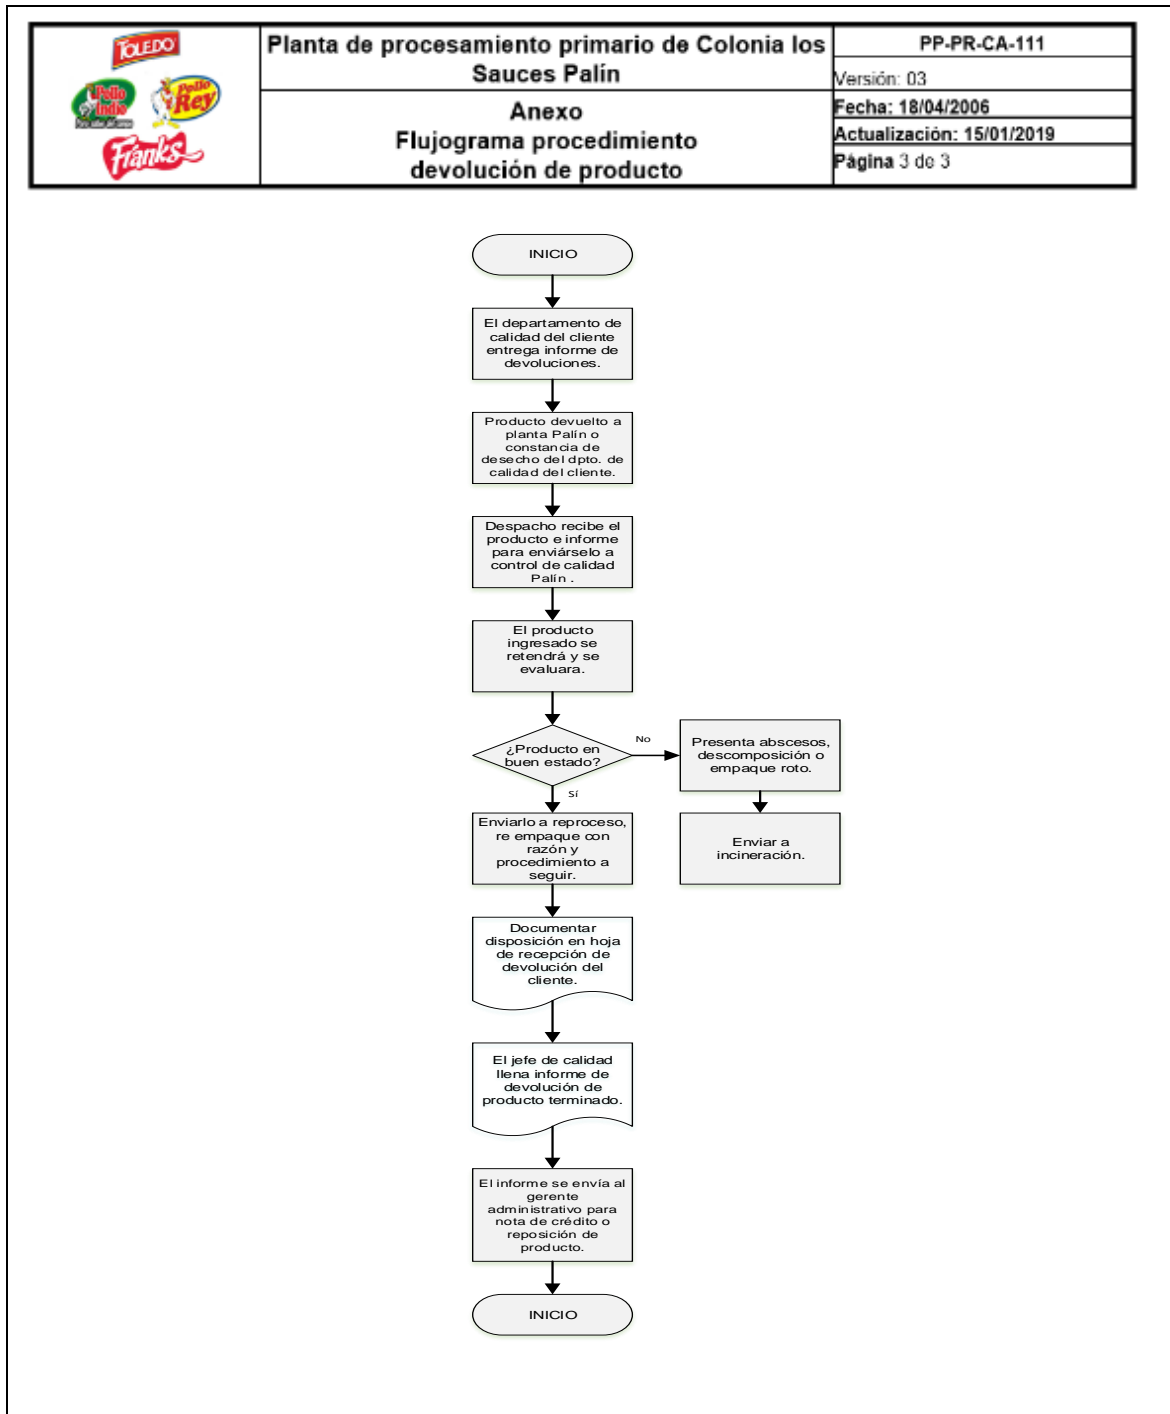 TOLEDO
Pollo
Indio
Pollo
Rey
Franks
Planta de procesamiento primario de Colonia los
Sauces Palín
Anexo
Flujograma procedimiento
devolución de producto
PP-PR-CA-111
Versión: 03
Fecha: 18/04/2006
Actualización: 15/01/2019
Página 3 de 3
INICIO
El departamento de
calidad del cliente
entrega informe de
devoluciones.
Producto devuelto a
planta Palín o
constancia de
desecho del dpto. de
calidad del cliente.
Despacho recibe el
producto e informe
para enviárselo a
control de calidad
Palín .
El producto
ingresado se
retendrá y se
evaluara.
¿Producto en
buen estado?
No
Presenta abscesos,
descomposición o
empaque roto.
Sí
Enviar a
incineración.
Enviarlo a reproceso,
re empaque con
razón y
procedimiento a
seguir.
Documentar
disposición en hoja
de recepción de
devolución del
cliente.
El jefe de calidad
llena informe de
devolución de
producto terminado.
El informe se envía al
gerente
administrativo para
nota de crédito o
reposición de
producto.
INICIO